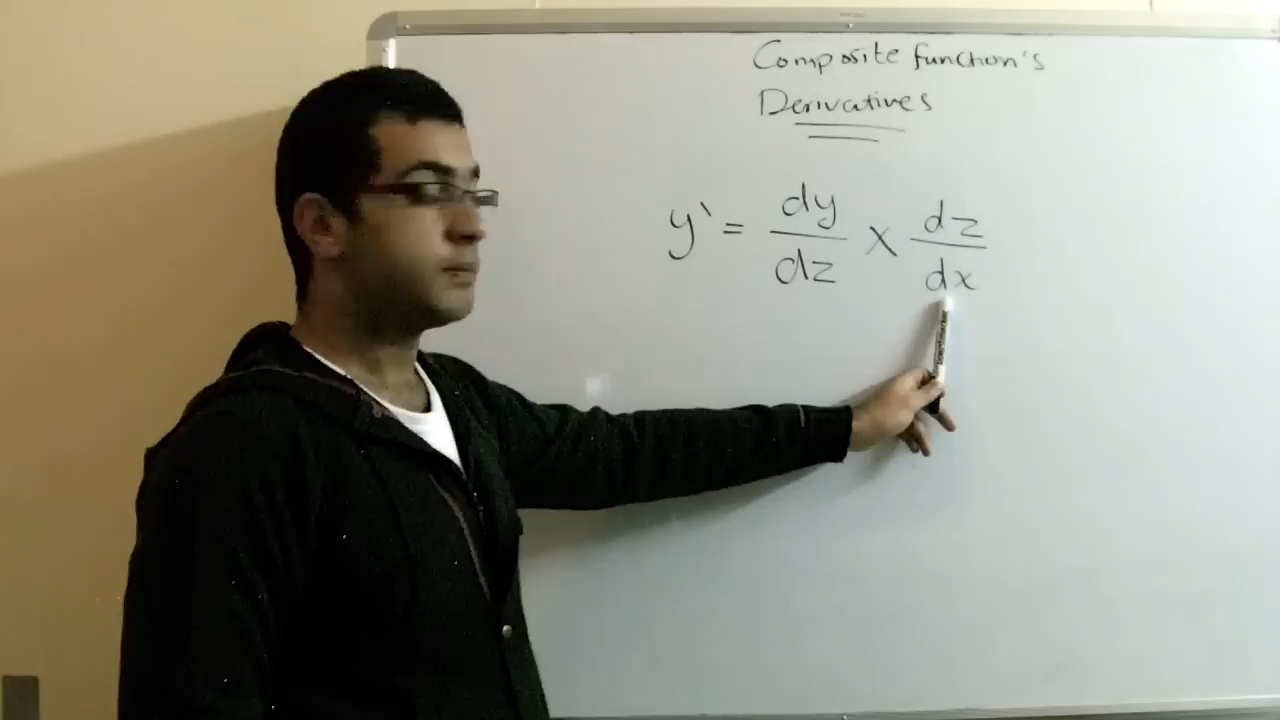 Composite function's
Derivatives
y` = dy/dz × dz/dx